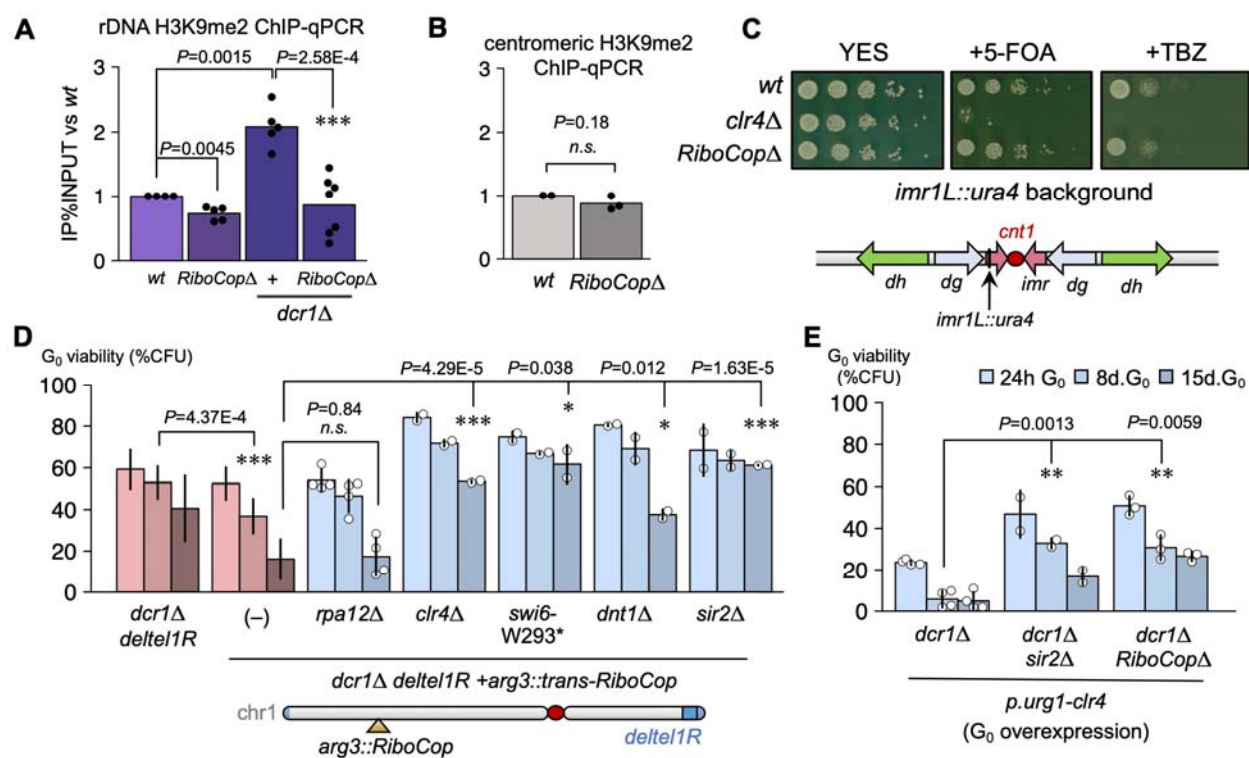 A
rDNA H3K9me2 ChIP-qPCR
P=0.0015
P=2.58E-4
***
P=0.0045
IP%INPUT vs wt
3
2
1
0
wt
RiboCopΔ
+
RiboCopΔ
dcr1Δ
B
centromeric H3K9me2
ChIP-qPCR
P=0.18
n.s.
2
1
0
wt
RiboCopΔ
C
YES
+5-FOA
+TBZ
wt
clr4Δ
RiboCopΔ
imr1L::ura4 background
cnt1
dh
dg
imr
dg
dh
imr1L::ura4
D
G0 viability (%CFU)
100
80
60
40
20
0
P=4.37E-4
***
P=0.84
n.s.
P=4.29E-5
***
P=0.038
*
P=0.012
*
P=1.63E-5
***
dcr1Δ
deltel1R
(–)
rpa12Δ
clr4Δ
swi6-
W293*
dnt1Δ
sir2Δ
dcr1Δ deltel1R +arg3::trans-RiboCop
chr1
arg3::RiboCop
deltel1R
E
G0 viability
(%CFU)
24h G0
8d.G0
15d.G0
100
80
60
40
20
0
P=0.0013
**
P=0.0059
**
dcr1Δ
dcr1Δ
sir2Δ
dcr1Δ
RiboCopΔ
p.urg1-clr4
(G0 overexpression)